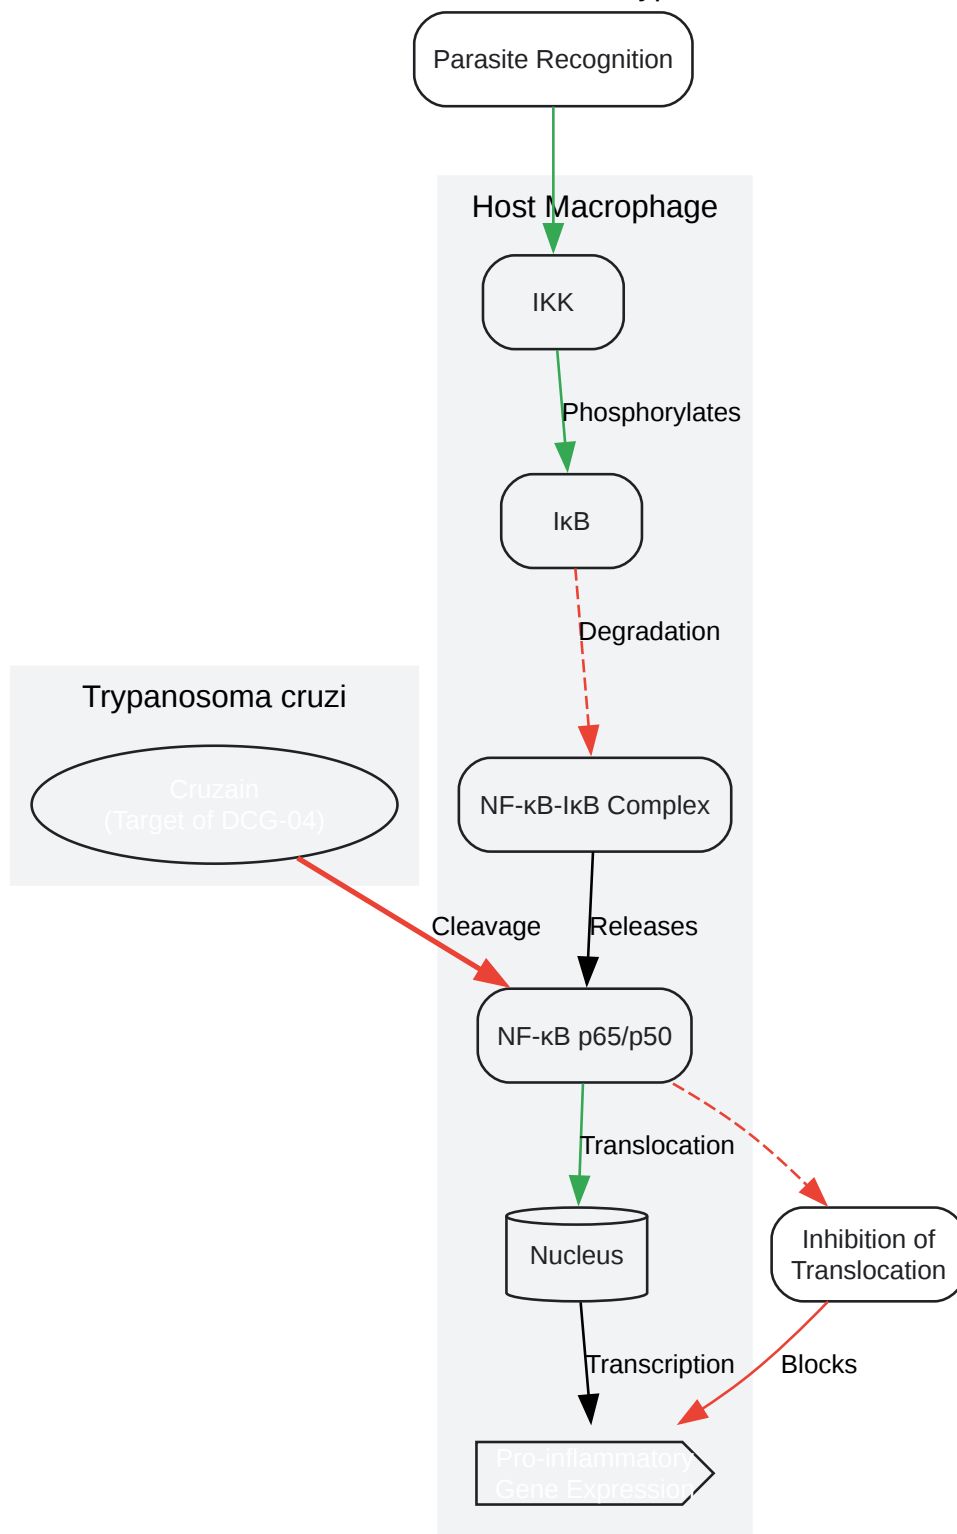 Parasite Recognition
Host Macrophage
IKK
Phosphorylates
IκB
Degradation
Trypanosoma cruzi
Cruzain
(Target of DCG-04)
NF-κB-IκB Complex
Cleavage
Releases
NF-κB p65/p50
Translocation
Nucleus
Inhibition of
Translocation
Transcription
Blocks
Pro-inflammatory
Gene Expression